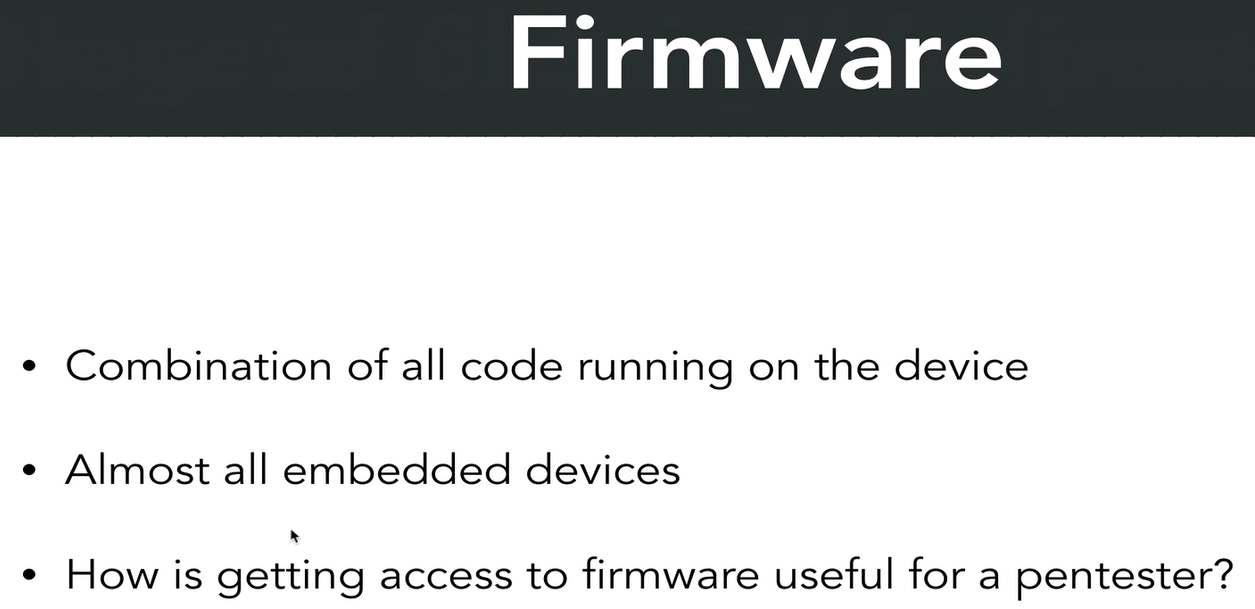 Firmware
• Combination of all code running on the device
• Almost all embedded devices
• How is getting access to firmware useful for a pentester?